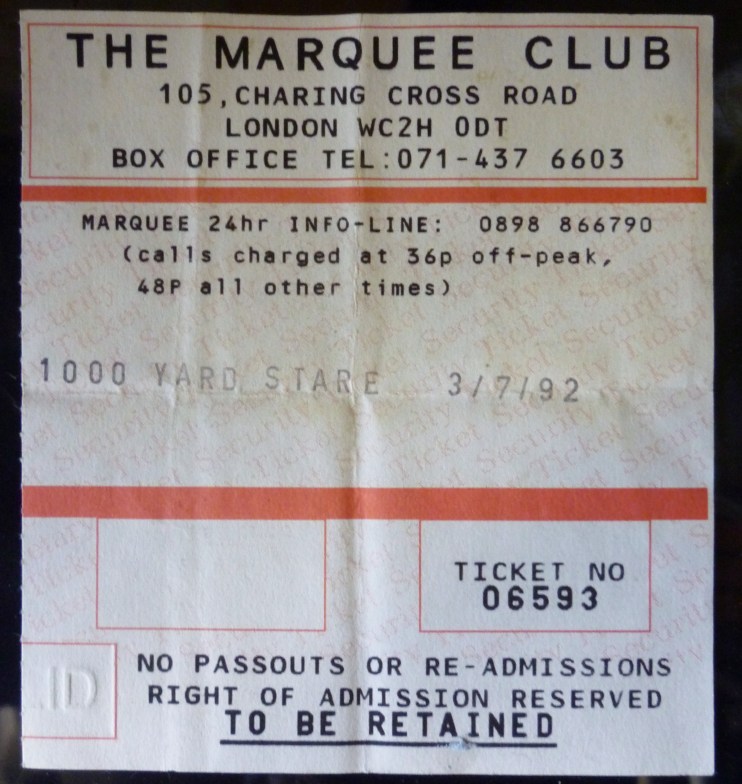 THE MARQUEE CLUB
105, CHARING CROSS ROAD
LONDON WC2H 0DT
BOX OFFICE TEL:071-437 6603
MARQUEE 24hr INFO-LINE: 0898 866790
(calls charged at 36p off-peak,
48P all other times)
1000 YARD STARE 3/7/92
TICKET NO
06593
NO PASSOUTS OR RE-ADMISSIONS
RIGHT OF ADMISSION RESERVED
TO BE RETAINED